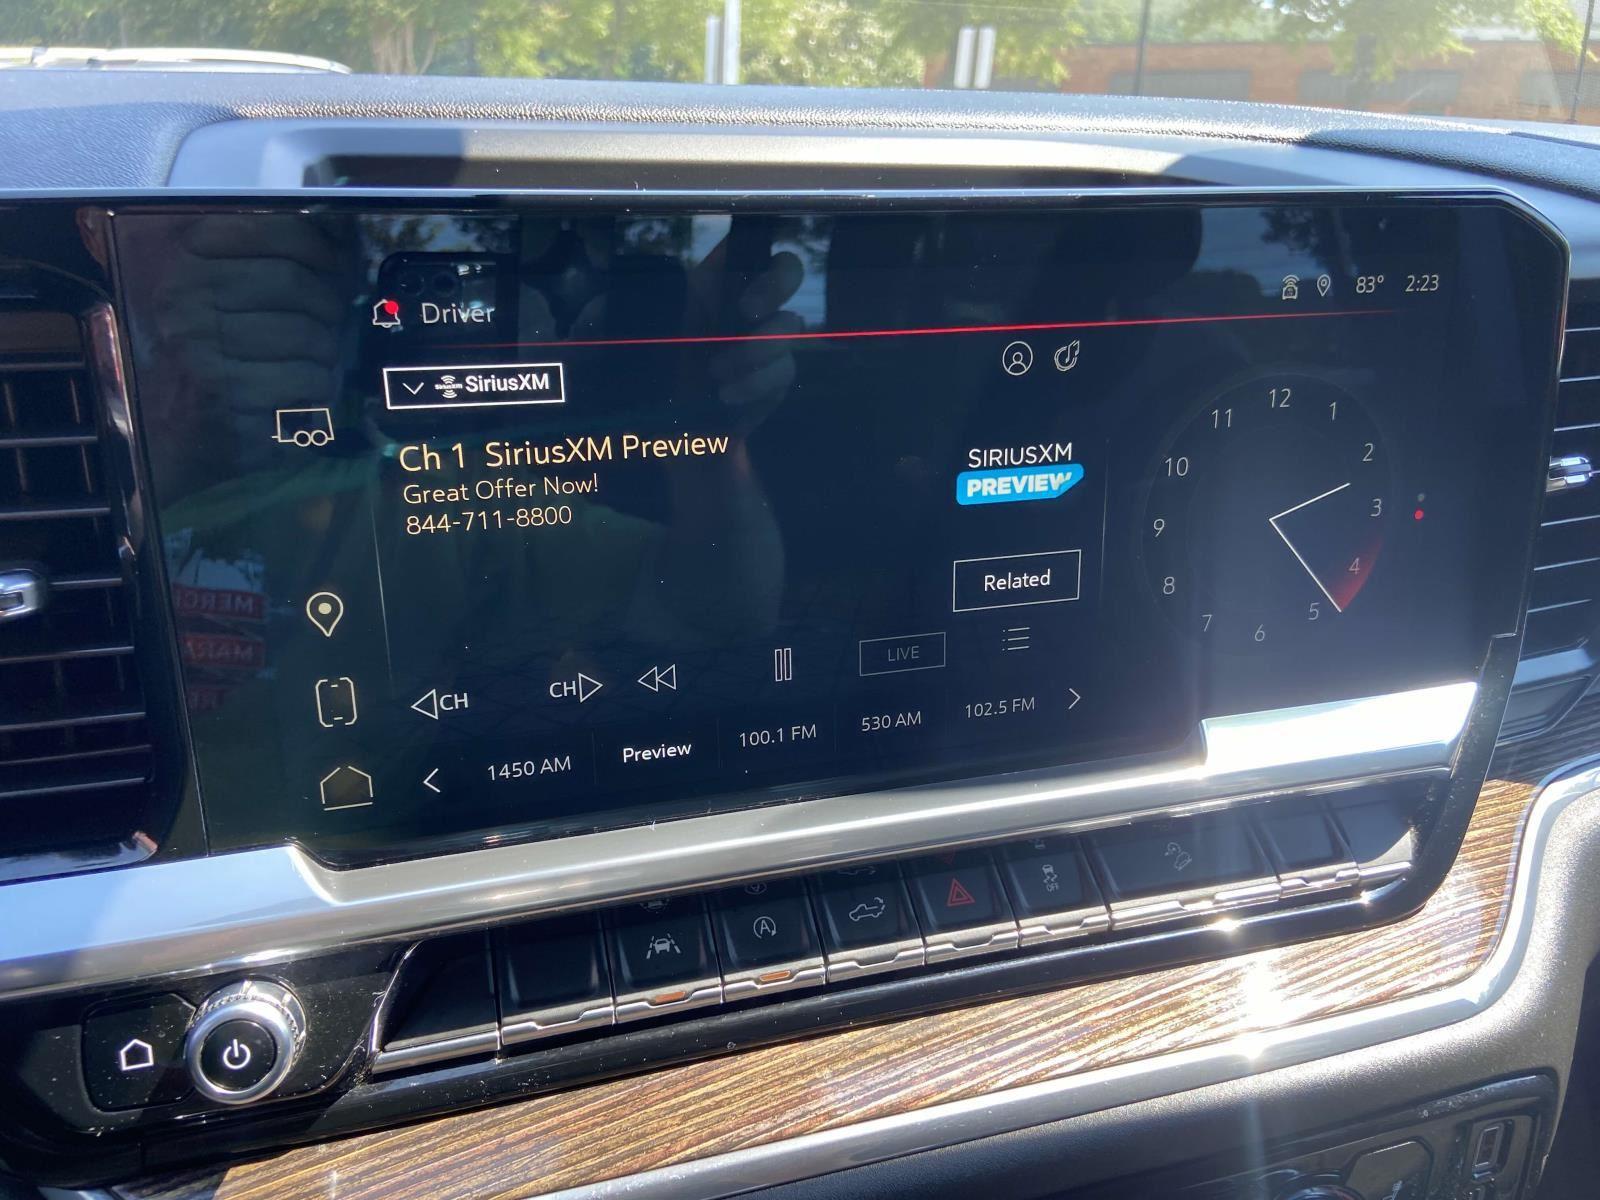 Driver
83° 2:23
SiriusXM
Ch 1 SiriusXM Preview
Great Offer Now!
844-711-8800
SIRIUSXM
PREVIEW
Related
CH
CH
LIVE
1450 AM
Preview
100.1 FM
530 AM
102.5 FM
12
1
2
3
4
5
6
7
8
9
10
11
A
OFF